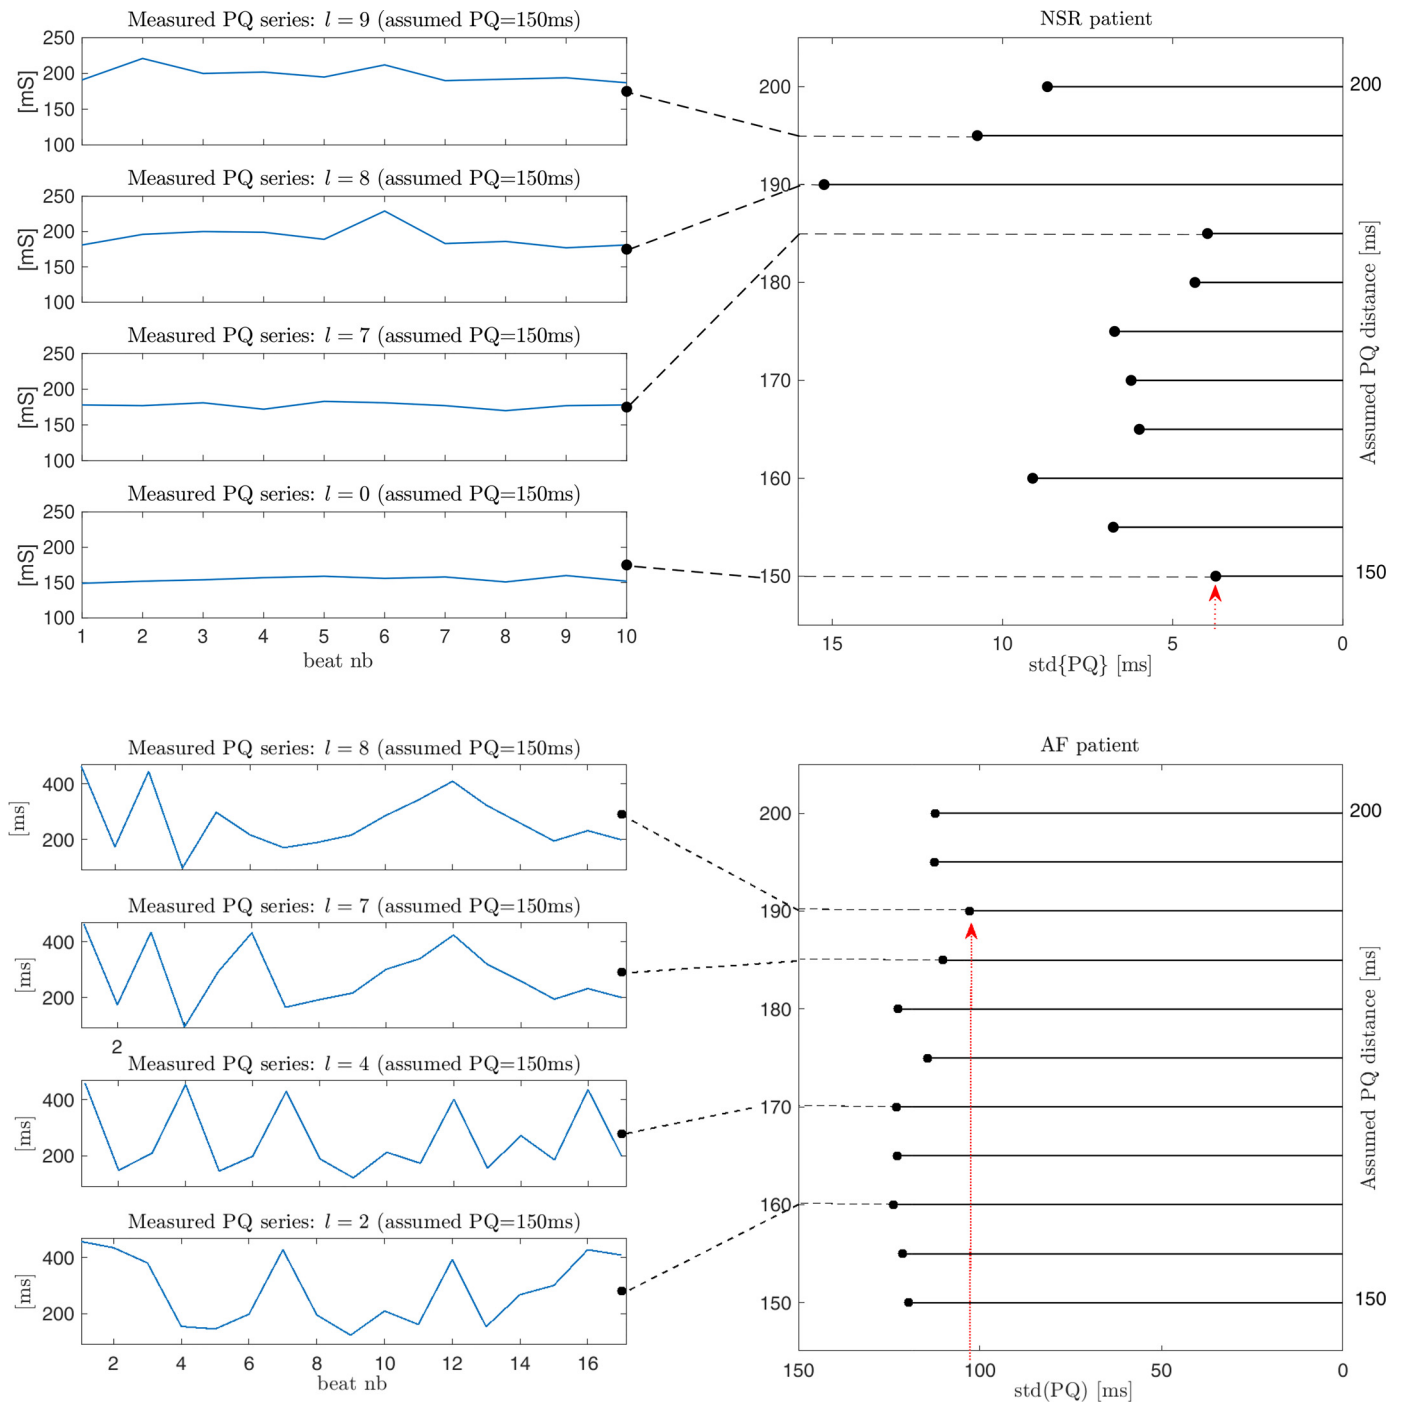 Measured PQ series: l = 9 (assumed PQ=150ms)
250
200
150
100
[mS]
Measured PQ series: l = 8 (assumed PQ=150ms)
250
200
150
100
[mS]
Measured PQ series: l = 7 (assumed PQ=150ms)
250
200
150
100
[mS]
Measured PQ series: l = 0 (assumed PQ=150ms)
250
200
150
100
[mS]
1 2 3 4 5 6 7 8 9 10
beat nb
NSR patient
200
190
180
170
160
150
200
150
Assumed PQ distance [ms]
15 10 5 0
std{PQ} [ms]
Measured PQ series: l = 8 (assumed PQ=150ms)
400
200
[ms]
Measured PQ series: l = 7 (assumed PQ=150ms)
400
200
[ms]
2
Measured PQ series: l = 4 (assumed PQ=150ms)
400
200
[ms]
Measured PQ series: l = 2 (assumed PQ=150ms)
400
200
[ms]
2 4 6 8 10 12 14 16
beat nb
AF patient
200
190
180
170
160
150
200
150
Assumed PQ distance [ms]
150 100 50 0
std(PQ) [ms]